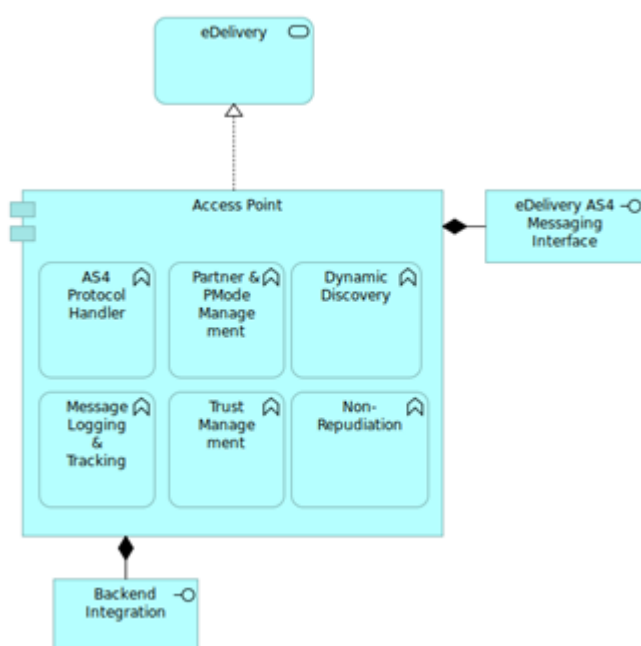 eDelivery
Access Point
eDelivery AS4
Messaging
Interface
AS4
Protocol
Handler
Partner &
PMode
Manage
ment
Dynamic
Discovery
Message
Logging
&
Tracking
Trust
Manage
ment
Non-
Repudiation
Backend
Integration